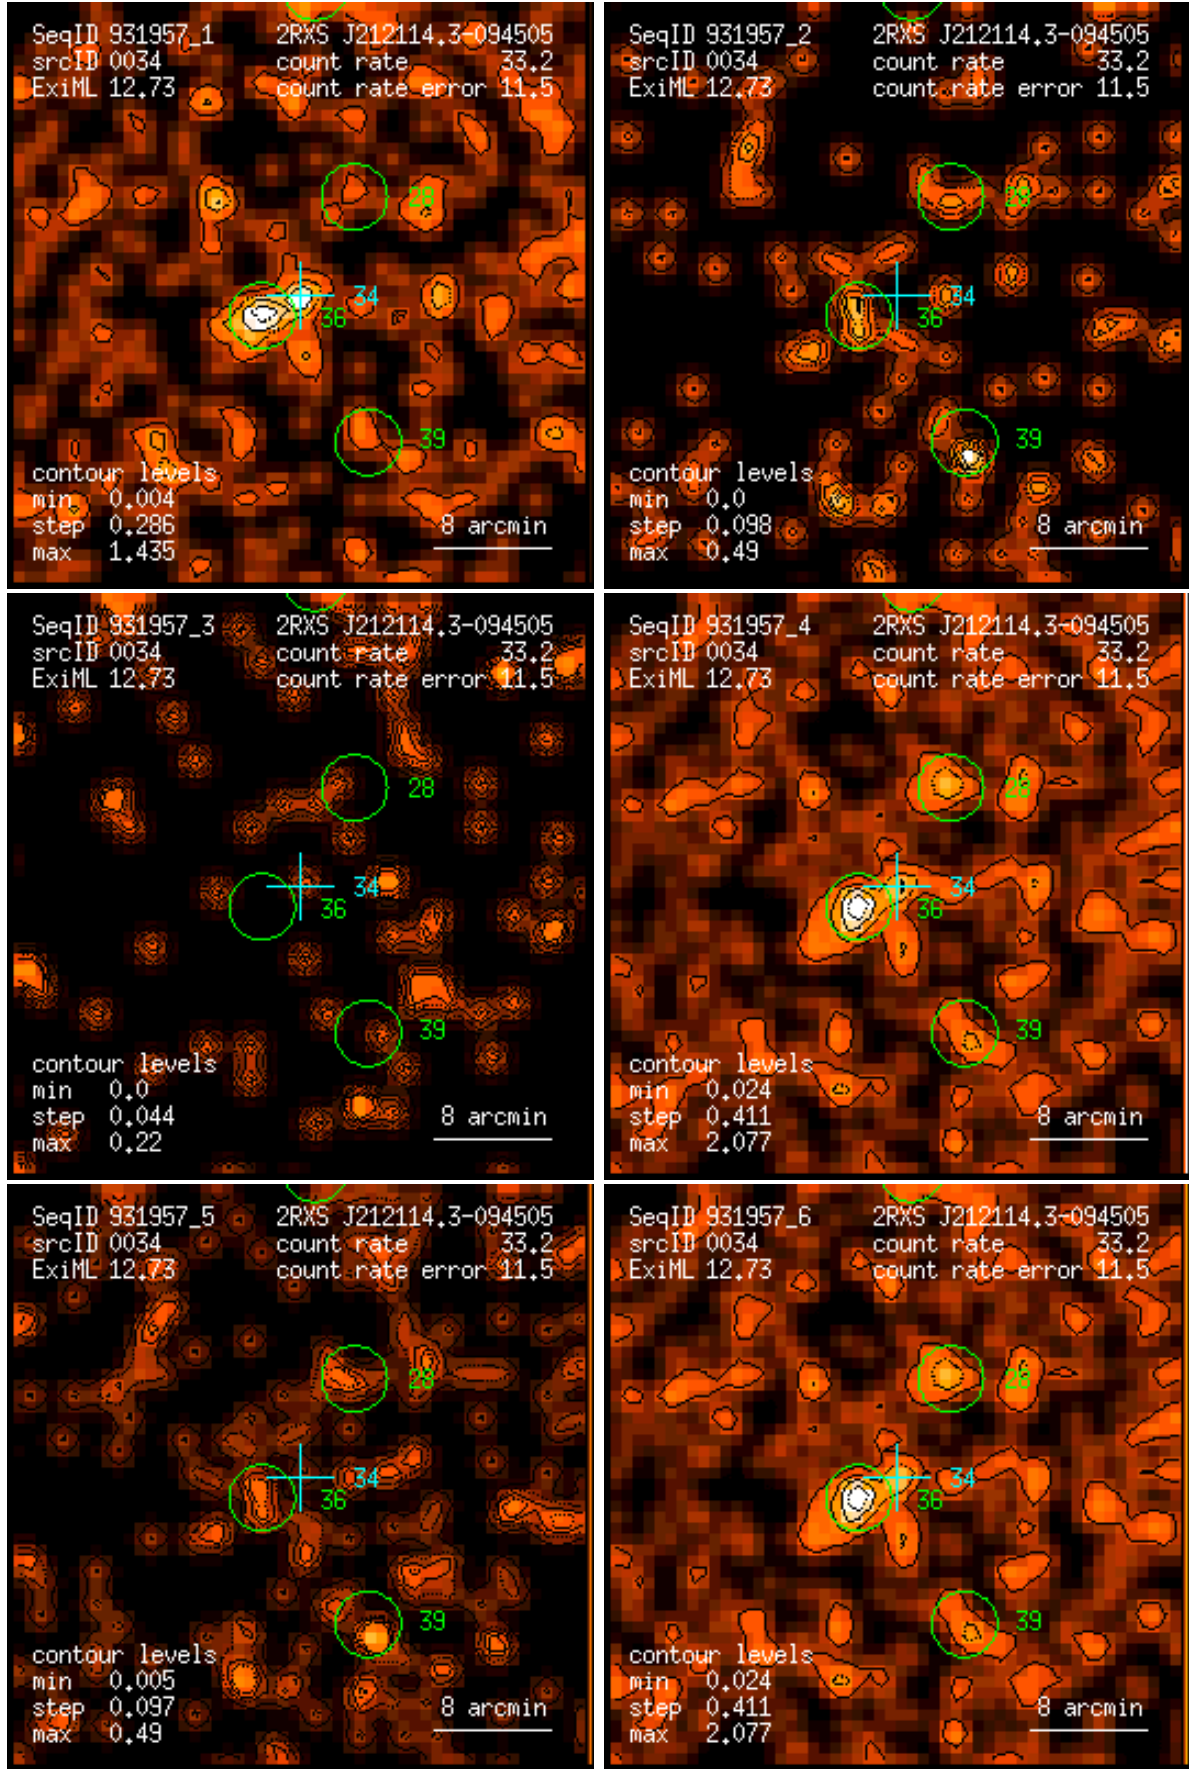 SeqID 931957_1 2RXS J212114.3-094505
srcID 0034 count rate 33.2
ExiML 12.73 count rate error 11.5
28
34
36
39
contour levels
min 0.004
step 0.286 8 arcmin
max 1.435
SeqID 931957_2 2RXS J212114.3-094505
srcID 0034 count rate 33.2
ExiML 12.73 count rate error 11.5
28
34
36
39
contour levels
min 0.0
step 0.098 8 arcmin
max 0.49
SeqID 931957_3 2RXS J212114.3-094505
srcID 0034 count rate 33.2
ExiML 12.73 count rate error 11.5
28
34
36
39
contour levels
min 0.0
step 0.044 8 arcmin
max 0.22
SeqID 931957_4 2RXS J212114.3-094505
srcID 0034 count rate 33.2
ExiML 12.73 count rate error 11.5
28
34
36
39
contour levels
min 0.024
step 0.411 8 arcmin
max 2.077
SeqID 931957_5 2RXS J212114.3-094505
srcID 0034 count rate 33.2
ExiML 12.73 count rate error 11.5
28
34
36
39
contour levels
min 0.005
step 0.097 8 arcmin
max 0.49
SeqID 931957_6 2RXS J212114.3-094505
srcID 0034 count rate 33.2
ExiML 12.73 count rate error 11.5
28
34
36
39
contour levels
min 0.024
step 0.411 8 arcmin
max 2.077